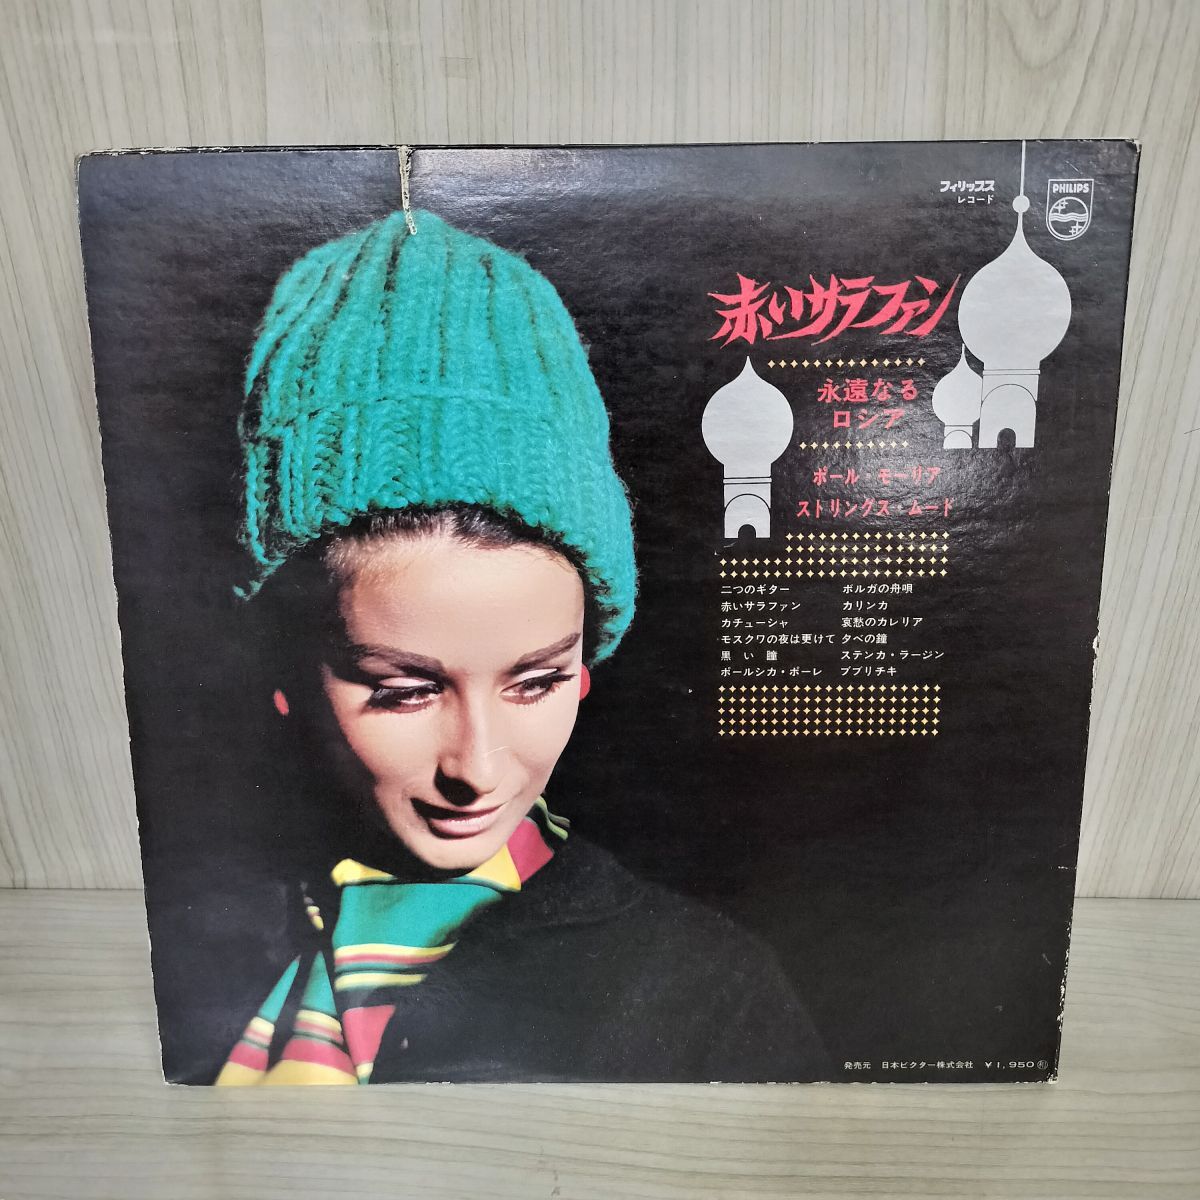 フィリップス
レコード
PHILIPS
赤いサラファン
永遠なる
ロシア
ポール・モーリア
ストリングス・ムード
二つのギター
赤いサラファン
カチューシャ
モスクワの夜は更けて
黒い瞳
ポールシカ・ポーレ
ボルガの舟唄
カリンカ
哀愁のカレリア
夕べの鐘
ステンカ・ラージン
ブブリチキ
発売元 日本ビクター株式会社 ¥1,950